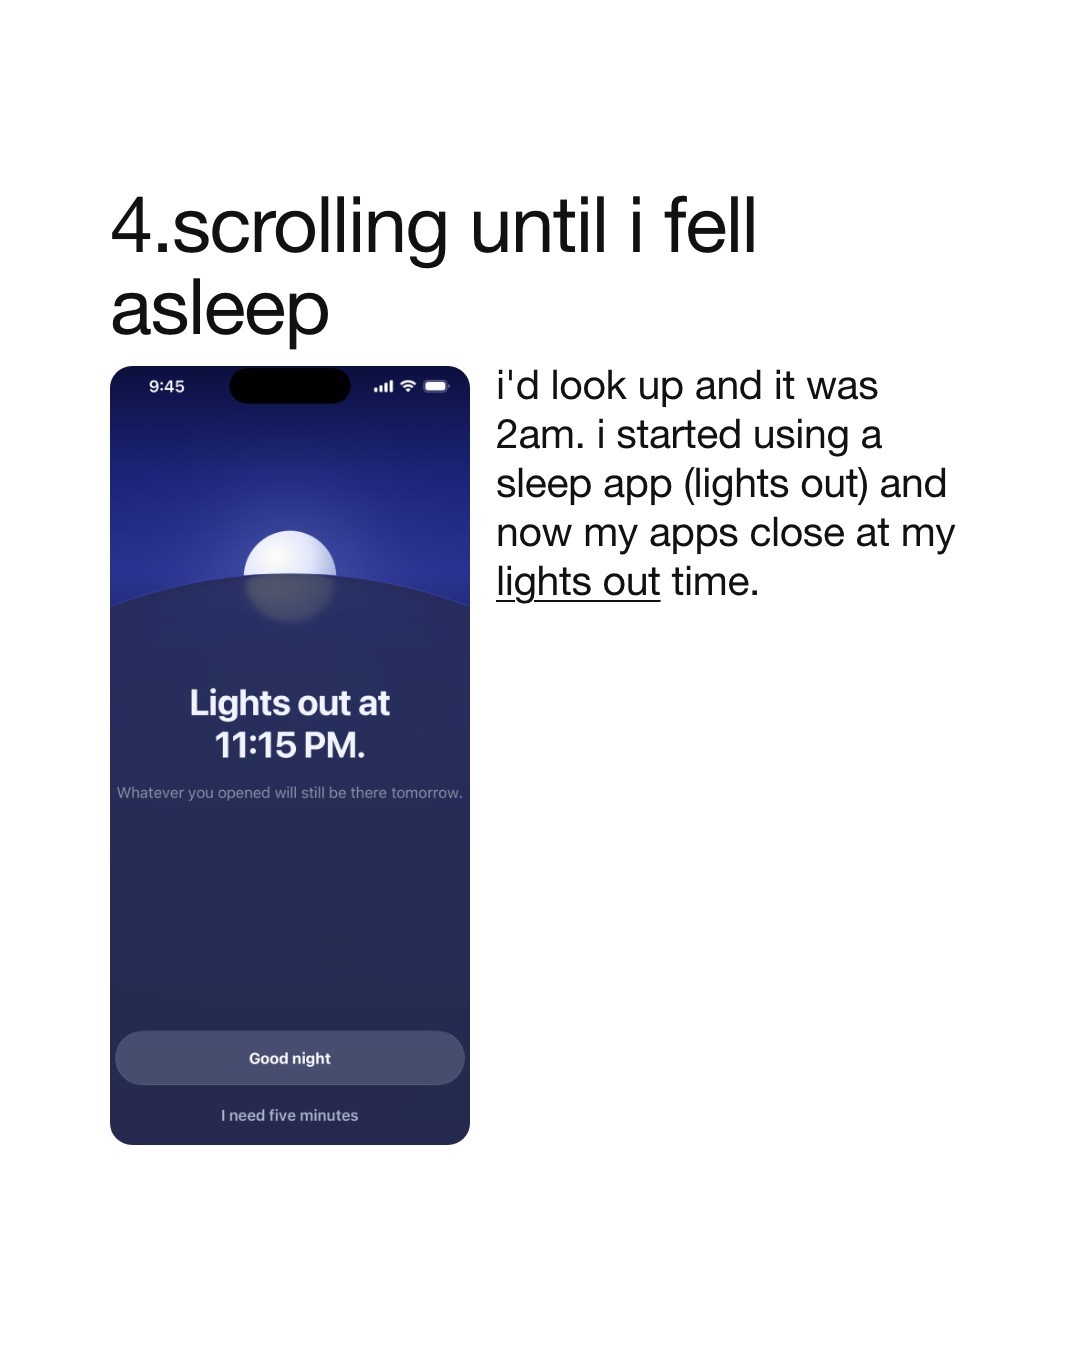 4.scrolling until i fell
asleep
9:45
i'd look up and it was
2am. i started using a
sleep app (lights out) and
now my apps close at my
lights out time.
Lights out at
11:15 PM.
Whatever you opened will still be there tomorrow.
Good night
I need five minutes